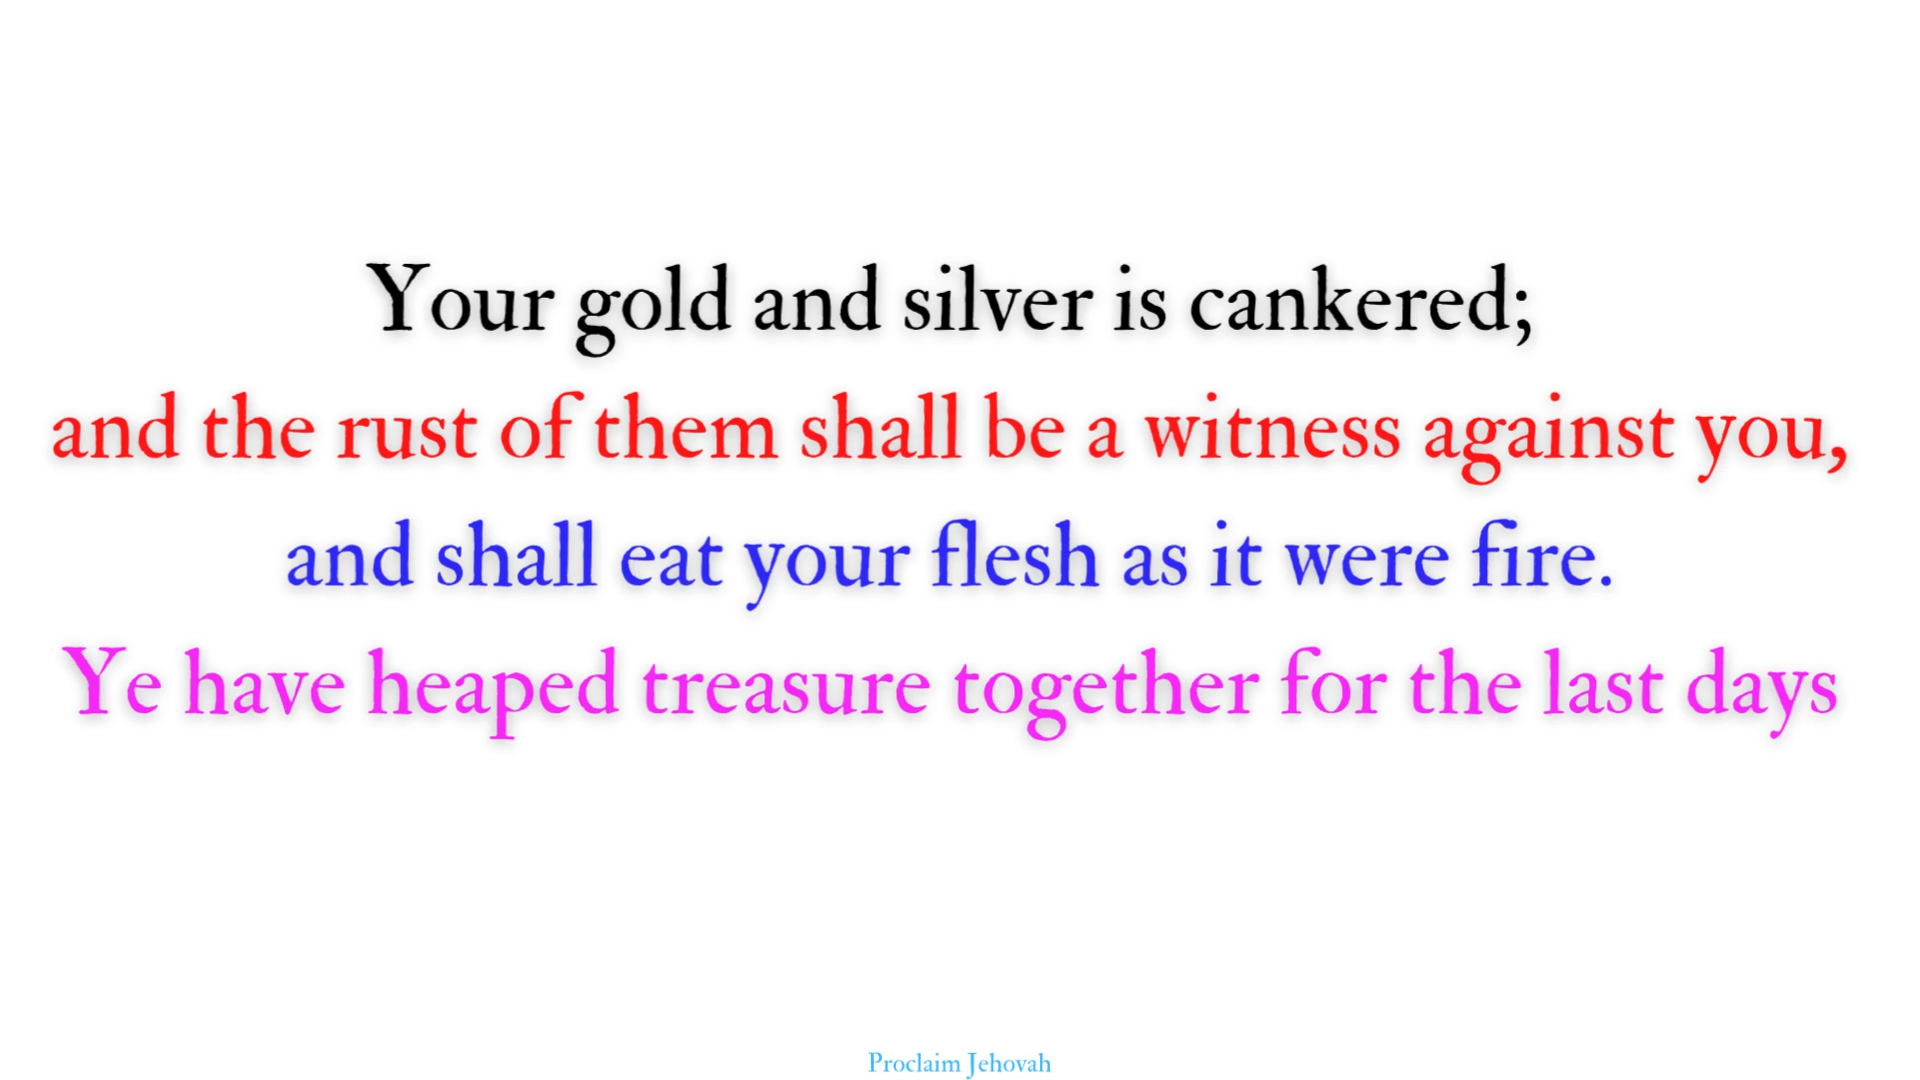 Your gold and silver is cankered;
and the rust of them shall be a witness against you,
and shall eat your flesh as it were fire.
Ye have heaped treasure together for the last days
Proclaim Jehovah